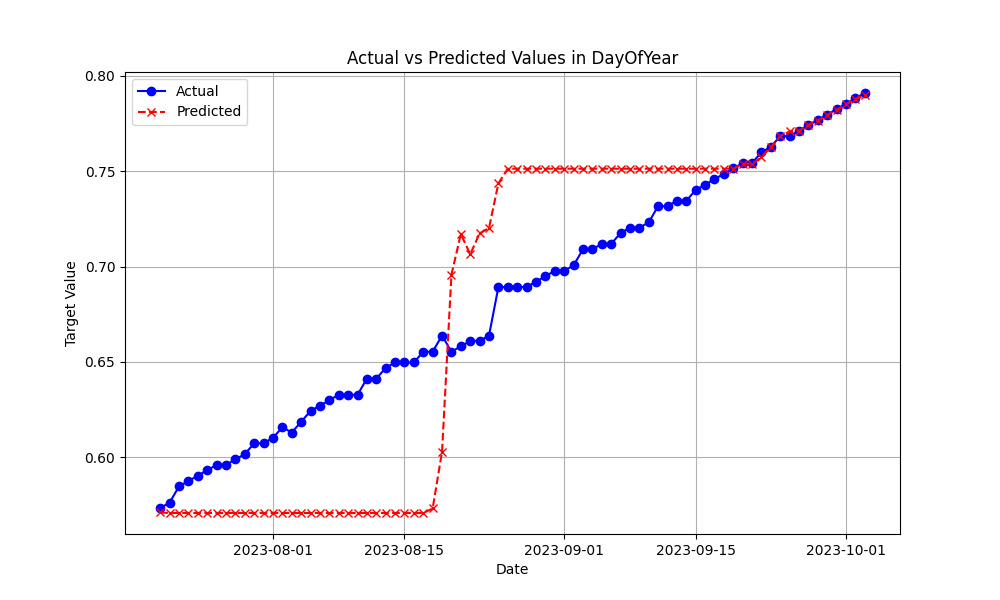 Actual vs Predicted Values in DayOfYear
Actual
Predicted
Target Value
0.80
0.75
0.70
0.65
0.60
2023-08-01
2023-08-15
2023-09-01
2023-09-15
2023-10-01
Date